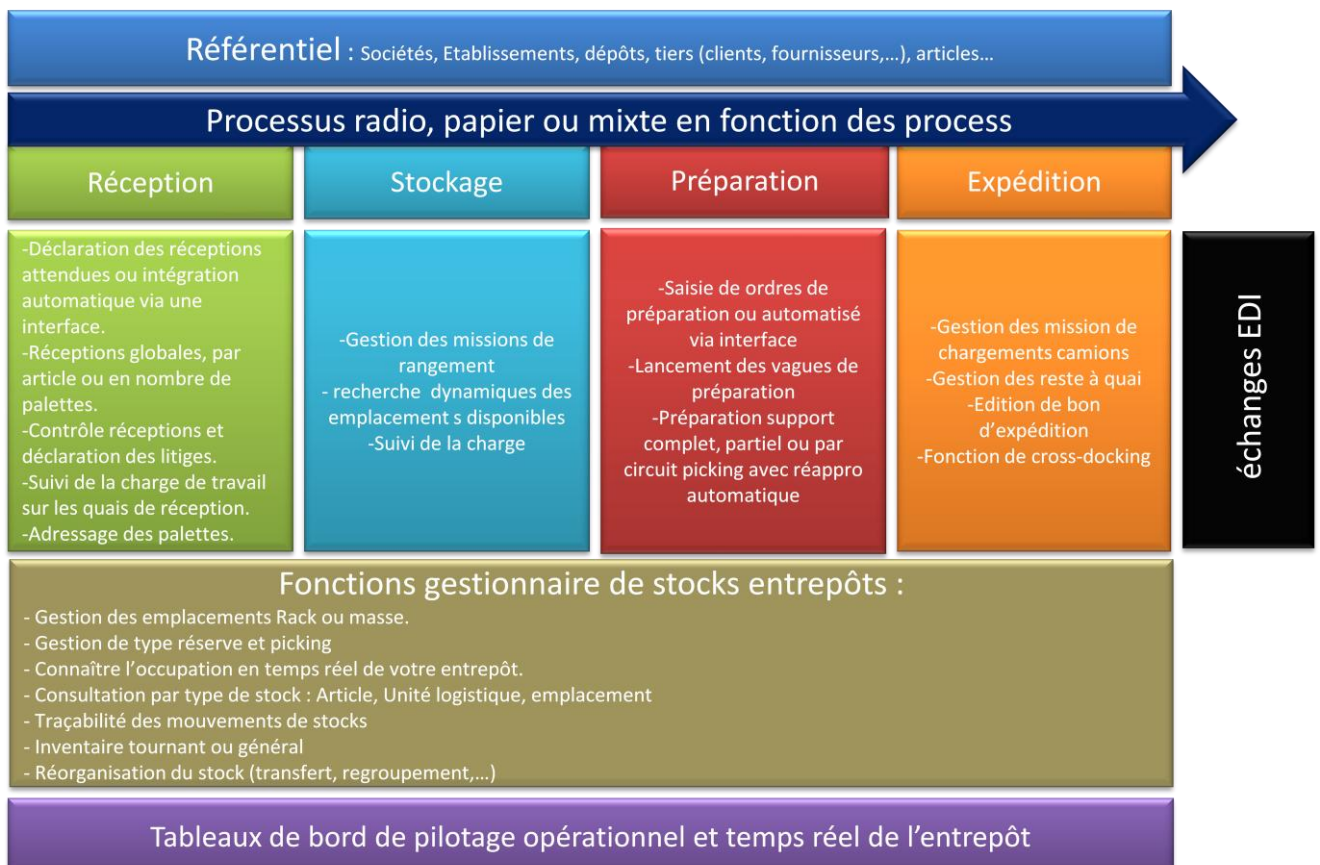 Référentiel : Sociétés, Etablissements, dépôts, tiers (clients, fournisseurs,...), articles...
Processus radio, papier ou mixte en fonction des process
Réception
Stockage
Préparation
Expédition
-Déclaration des réceptions
attendues ou intégration
automatique via une
interface.
-Réceptions globales, par
article ou en nombre de
palettes.
-Contrôle réceptions et
déclaration des litiges.
-Suivi de la charge de travail
sur les quais de réception.
-Adressage des palettes.
-Gestion des missions de
rangement
- recherche dynamiques des
emplacement s disponibles
-Suivi de la charge
-Saisie de ordres de
préparation ou automatisé
via interface
-Lancement des vagues de
préparation
-Préparation support
complet, partiel ou par
circuit picking avec réappro
automatique
-Gestion des mission de
chargements camions
-Gestion des reste à quai
-Edition de bon
d’expédition
-Fonction de cross-docking
échanges EDI
Fonctions gestionnaire de stocks entrepôts :
- Gestion des emplacements Rack ou masse.
- Gestion de type réserve et picking
- Connaître l’occupation en temps réel de votre entrepôt.
- Consultation par type de stock : Article, Unité logistique, emplacement
- Traçabilité des mouvements de stocks
- Inventaire tournant ou général
- Réorganisation du stock (transfert, regroupement,...)
Tableaux de bord de pilotage opérationnel et temps réel de l’entrepôt